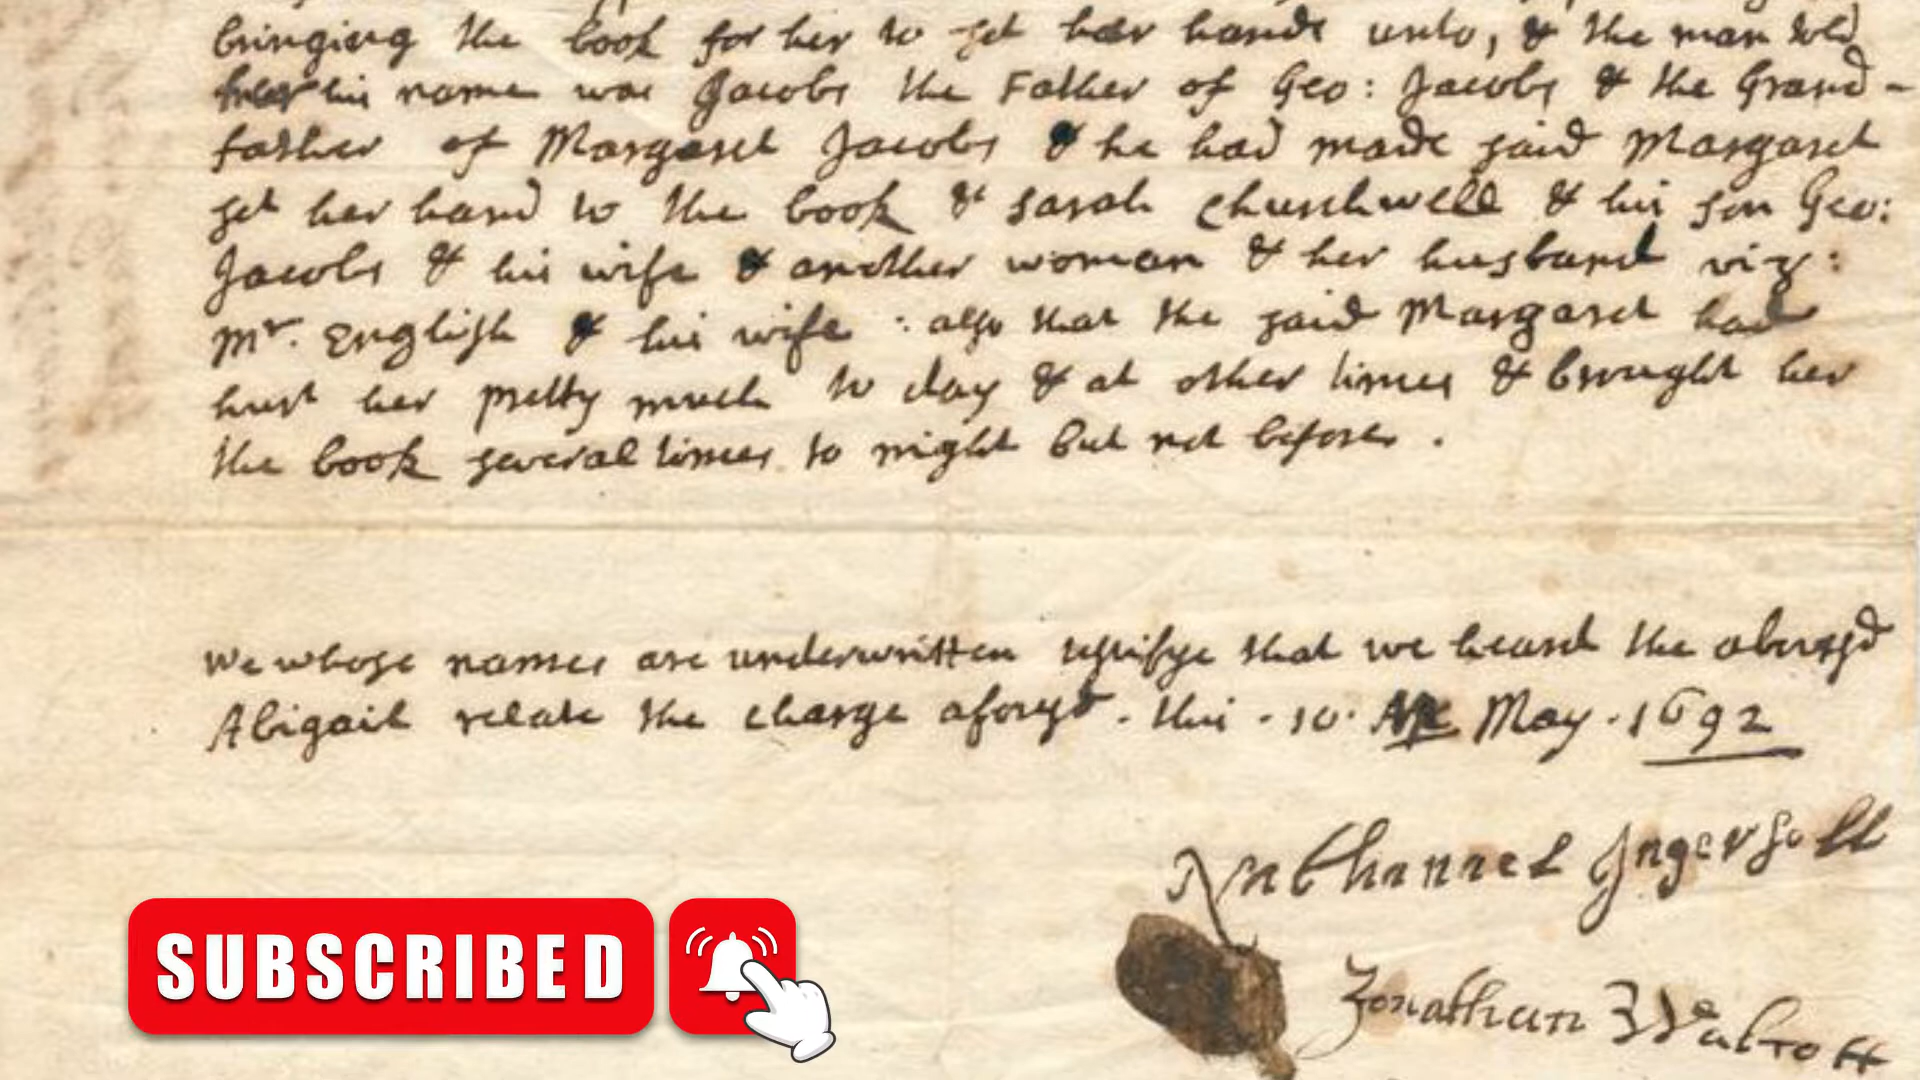 bringing the book for her to set her hande unto, & the man told
her his name was Jacobs the Father of Geo: Jacobs & the Grand-
father of Margaret Jacobs & he had made said Margaret
set her hand to the book & Sarah Churchwell & his son Geo:
Jacobs & his wife & another woman & her husband viz:
Mr. English & his wife : also that the said Margaret had
hurt her pretty much to day & at other times & brought her
the book several times to night but not before .
We whose names are underwritten testifye that we heard the abovesd
Abigail relate the charge aforesd . this . 10 . May . 1692
Nathanael Ingersoll
Jonathan Walcott
SUBSCRIBED